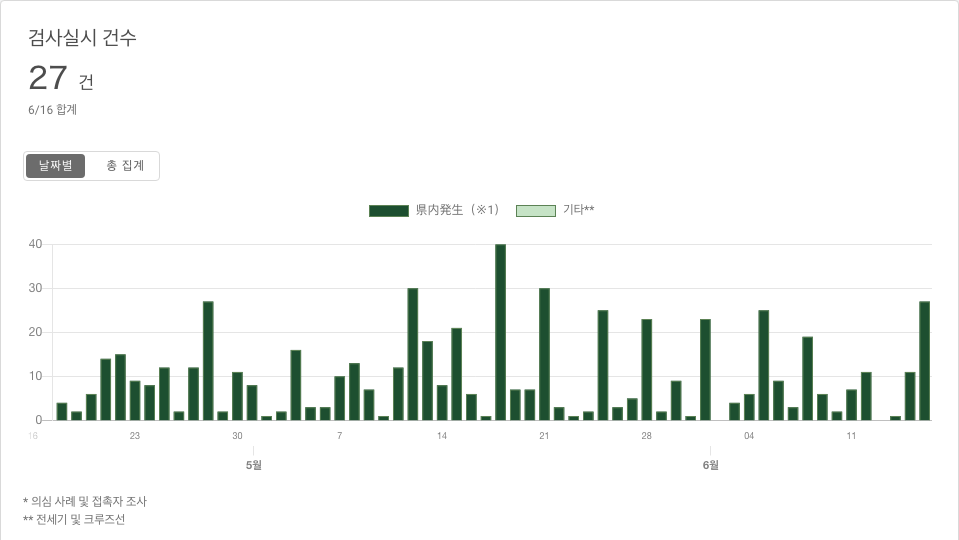 검사실시 건수
27 건
6/16 합계
날짜별 총 집계
県内発生（※1） 기타**
40
30
20
10
0
16 23 30 7 14 21 28 04 11
5월 6월
* 의심 사례 및 접촉자 조사
** 전세기 및 크루즈선